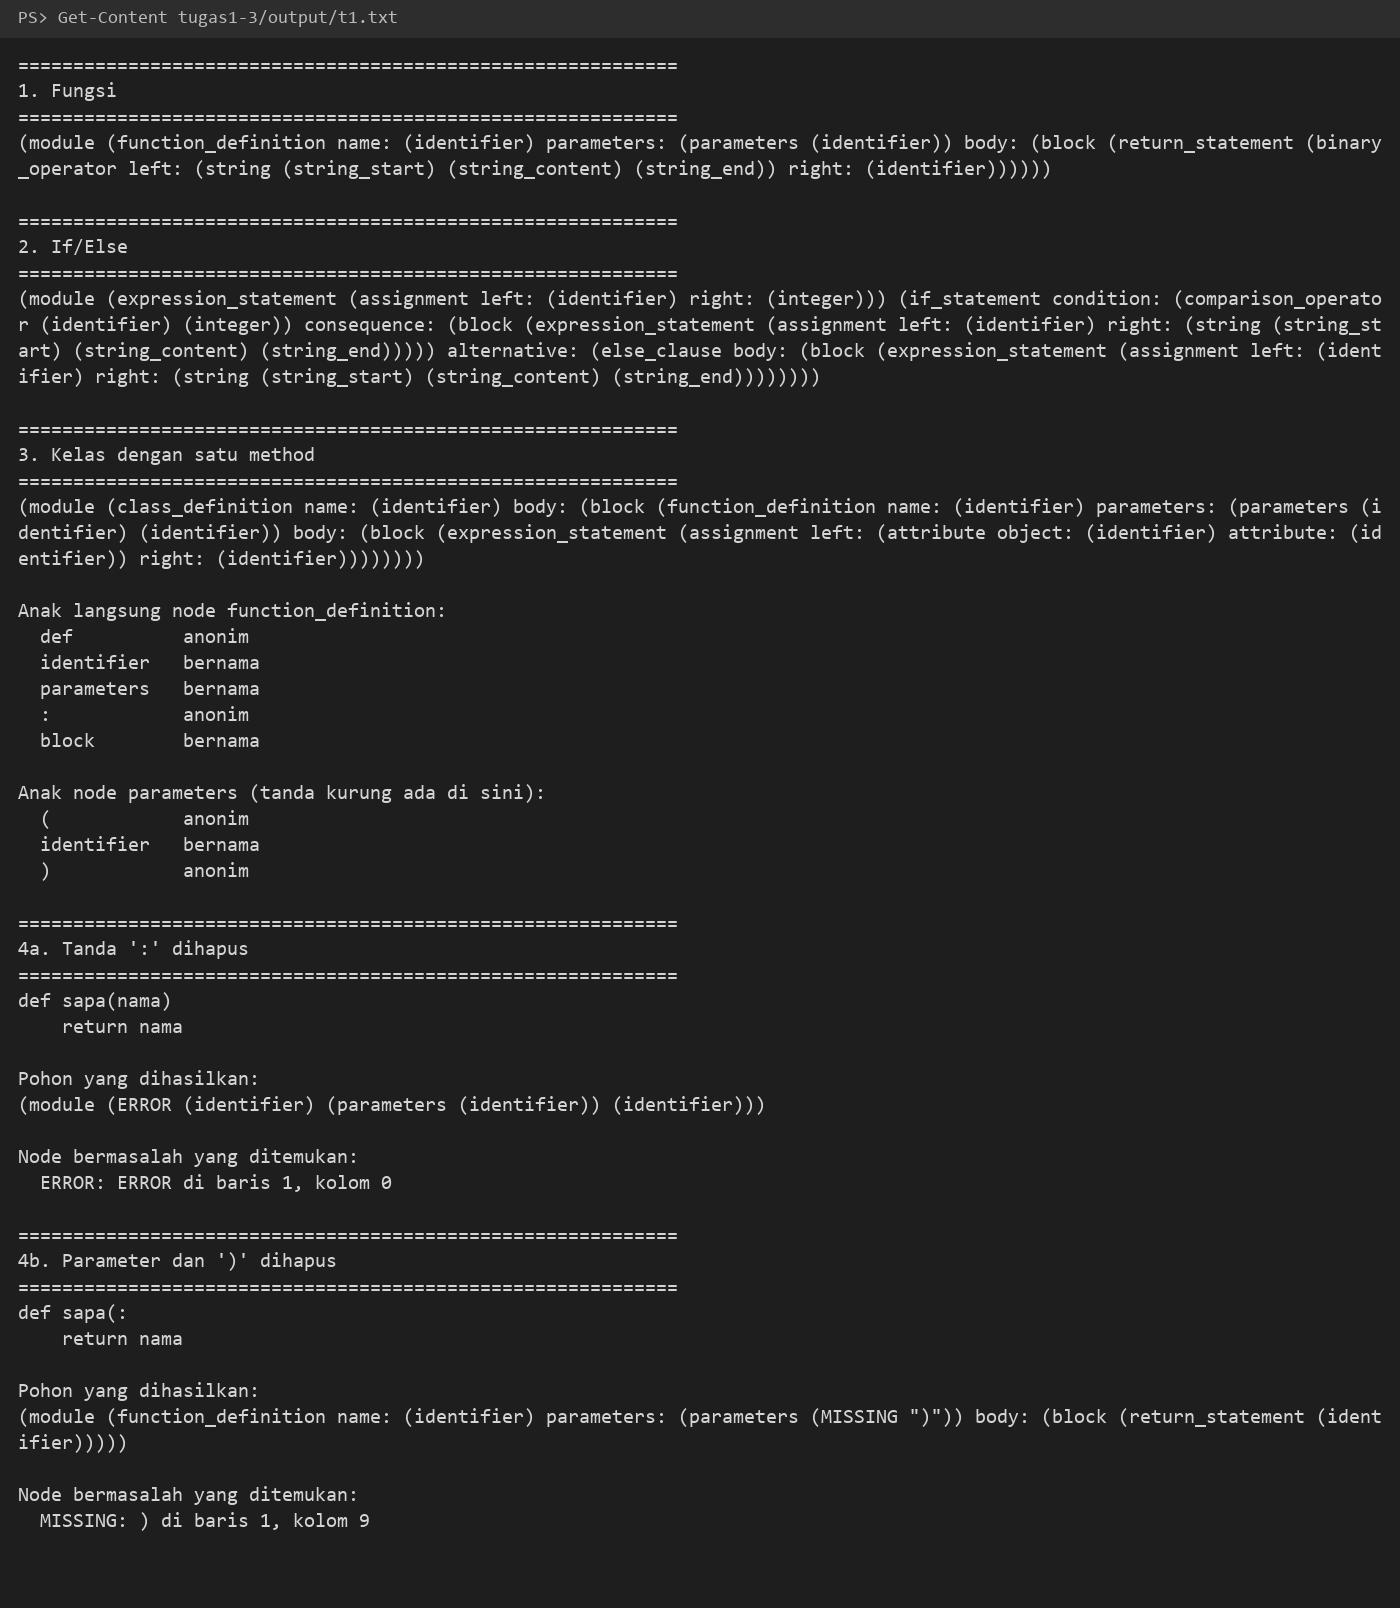 PS> Get-Content tugas1-3/output/t1.txt
============================================================
1. Fungsi
============================================================
(module (function_definition name: (identifier) parameters: (parameters (identifier)) body: (block (return_statement (binary
_operator left: (string (string_start) (string_content) (string_end)) right: (identifier))))))
============================================================
2. If/Else
============================================================
(module (expression_statement (assignment left: (identifier) right: (integer))) (if_statement condition: (comparison_operato
r (identifier) (integer)) consequence: (block (expression_statement (assignment left: (identifier) right: (string (string_st
art) (string_content) (string_end))))) alternative: (else_clause body: (block (expression_statement (assignment left: (ident
ifier) right: (string (string_start) (string_content) (string_end))))))))
============================================================
3. Kelas dengan satu method
============================================================
(module (class_definition name: (identifier) body: (block (function_definition name: (identifier) parameters: (parameters (i
dentifier) (identifier)) body: (block (expression_statement (assignment left: (attribute object: (identifier) attribute: (id
entifier)) right: (identifier))))))))
Anak langsung node function_definition:
  def          anonim
  identifier   bernama
  parameters   bernama
  :            anonim
  block        bernama
Anak node parameters (tanda kurung ada di sini):
  (            anonim
  identifier   bernama
  )            anonim
============================================================
4a. Tanda ':' dihapus
============================================================
def sapa(nama)
    return nama
Pohon yang dihasilkan:
(module (ERROR (identifier) (parameters (identifier)) (identifier)))
Node bermasalah yang ditemukan:
  ERROR: ERROR di baris 1, kolom 0
============================================================
4b. Parameter dan ')' dihapus
============================================================
def sapa(:
    return nama
Pohon yang dihasilkan:
(module (function_definition name: (identifier) parameters: (parameters (MISSING ")")) body: (block (return_statement (ident
ifier)))))
Node bermasalah yang ditemukan:
  MISSING: ) di baris 1, kolom 9